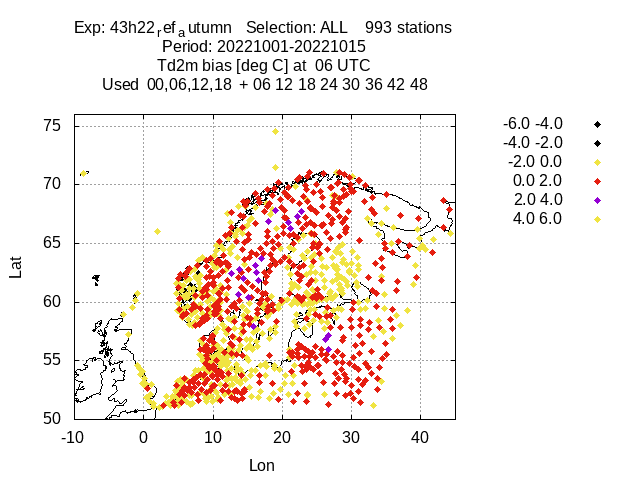 Exp: 43h22ref autumn Selection: ALL 993 stations
Period: 20221001-20221015
Td2m bias [deg C] at 06 UTC
Used 00,06,12,18 + 06 12 18 24 30 36 42 48
-6.0 -4.0
-4.0 -2.0
-2.0 0.0
0.0 2.0
2.0 4.0
4.0 6.0
Lat
75
70
65
60
55
50
-10 0 10 20 30 40
Lon